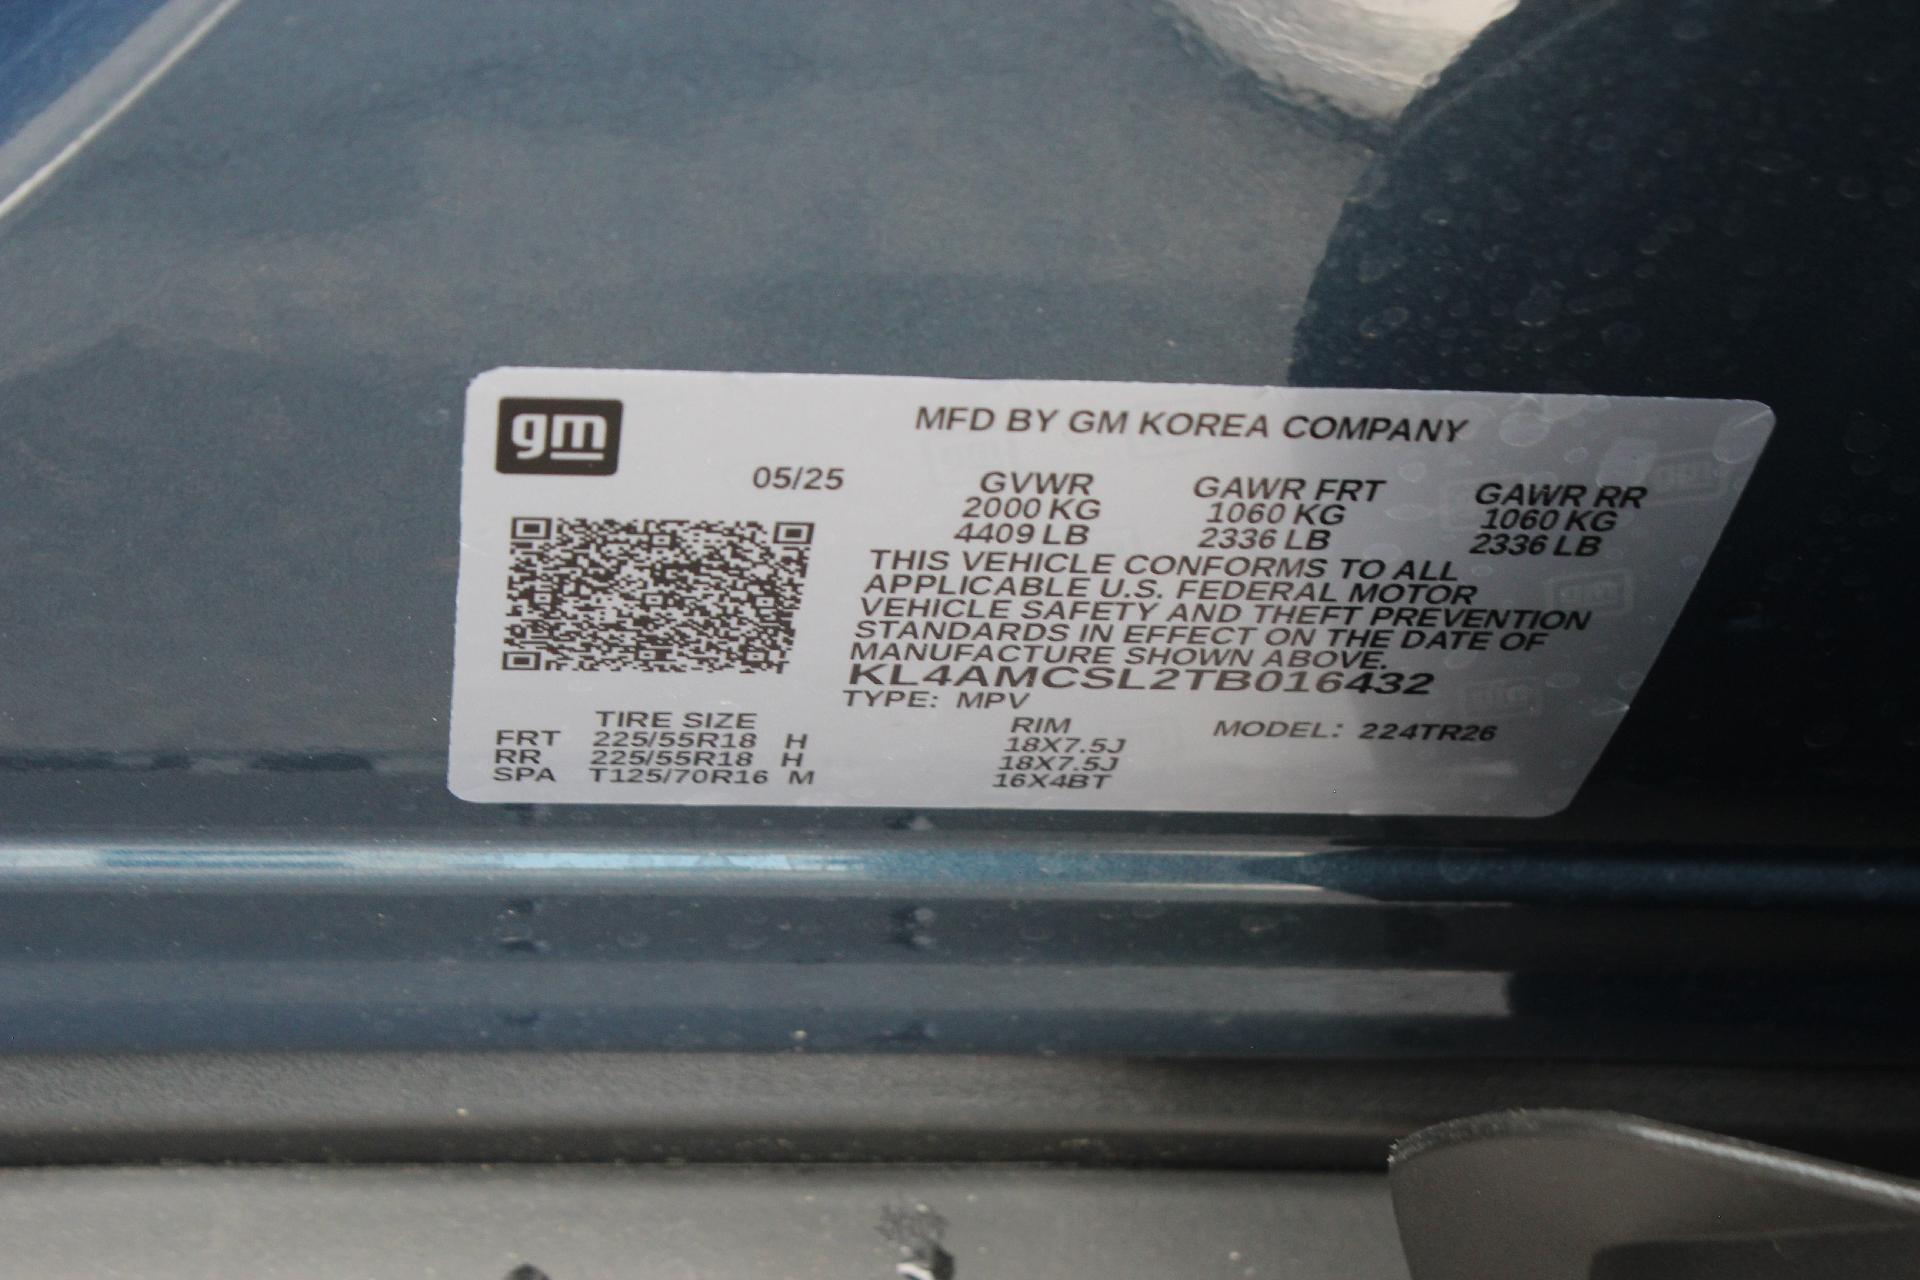 gm
MFD BY GM KOREA COMPANY
05/25
GVWR GAWR FRT GAWR RR
2000 KG 1060 KG 1060 KG
4409 LB 2336 LB 2336 LB
THIS VEHICLE CONFORMS TO ALL
APPLICABLE U.S. FEDERAL MOTOR
VEHICLE SAFETY AND THEFT PREVENTION
STANDARDS IN EFFECT ON THE DATE OF
MANUFACTURE SHOWN ABOVE.
KL4AMCSL2TB016432
TYPE: MPV
TIRE SIZE RIM MODEL: 224TR26
FRT 225/55R18 H 18X7.5J
RR 225/55R18 H 18X7.5J
SPA T125/70R16 M 16X4BT